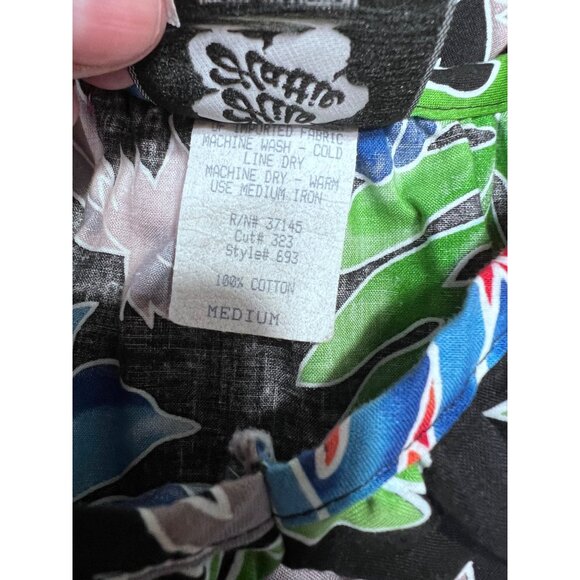 Hattie
OF IMPORTED FABRIC
MACHINE WASH - COLD
LINE DRY
MACHINE DRY - WARM
USE MEDIUM IRON
R/N# 37145
Cut# 323
Style# 693
100% COTTON
MEDIUM